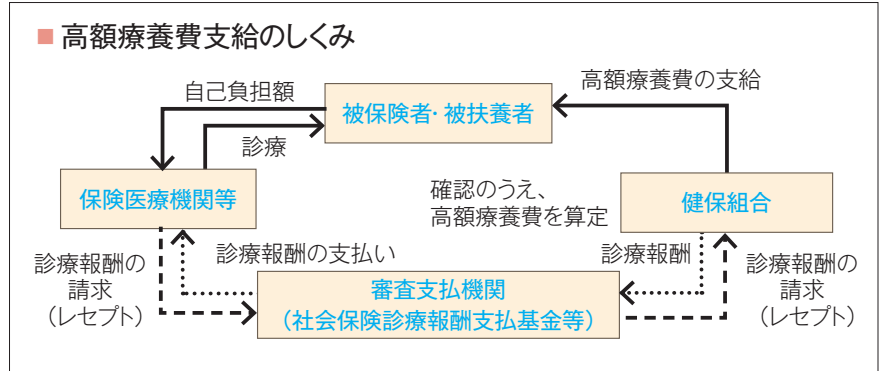 ■ 高額療養費支給のしくみ
自己負担額
高額療養費の支給
被保険者・被扶養者
診療
保険医療機関等
確認のうえ、
高額療養費を算定
健保組合
診療報酬の
請求
（レセプト）
診療報酬の支払い
診療報酬
診療報酬の
請求
（レセプト）
審査支払機関
（社会保険診療報酬支払基金等）